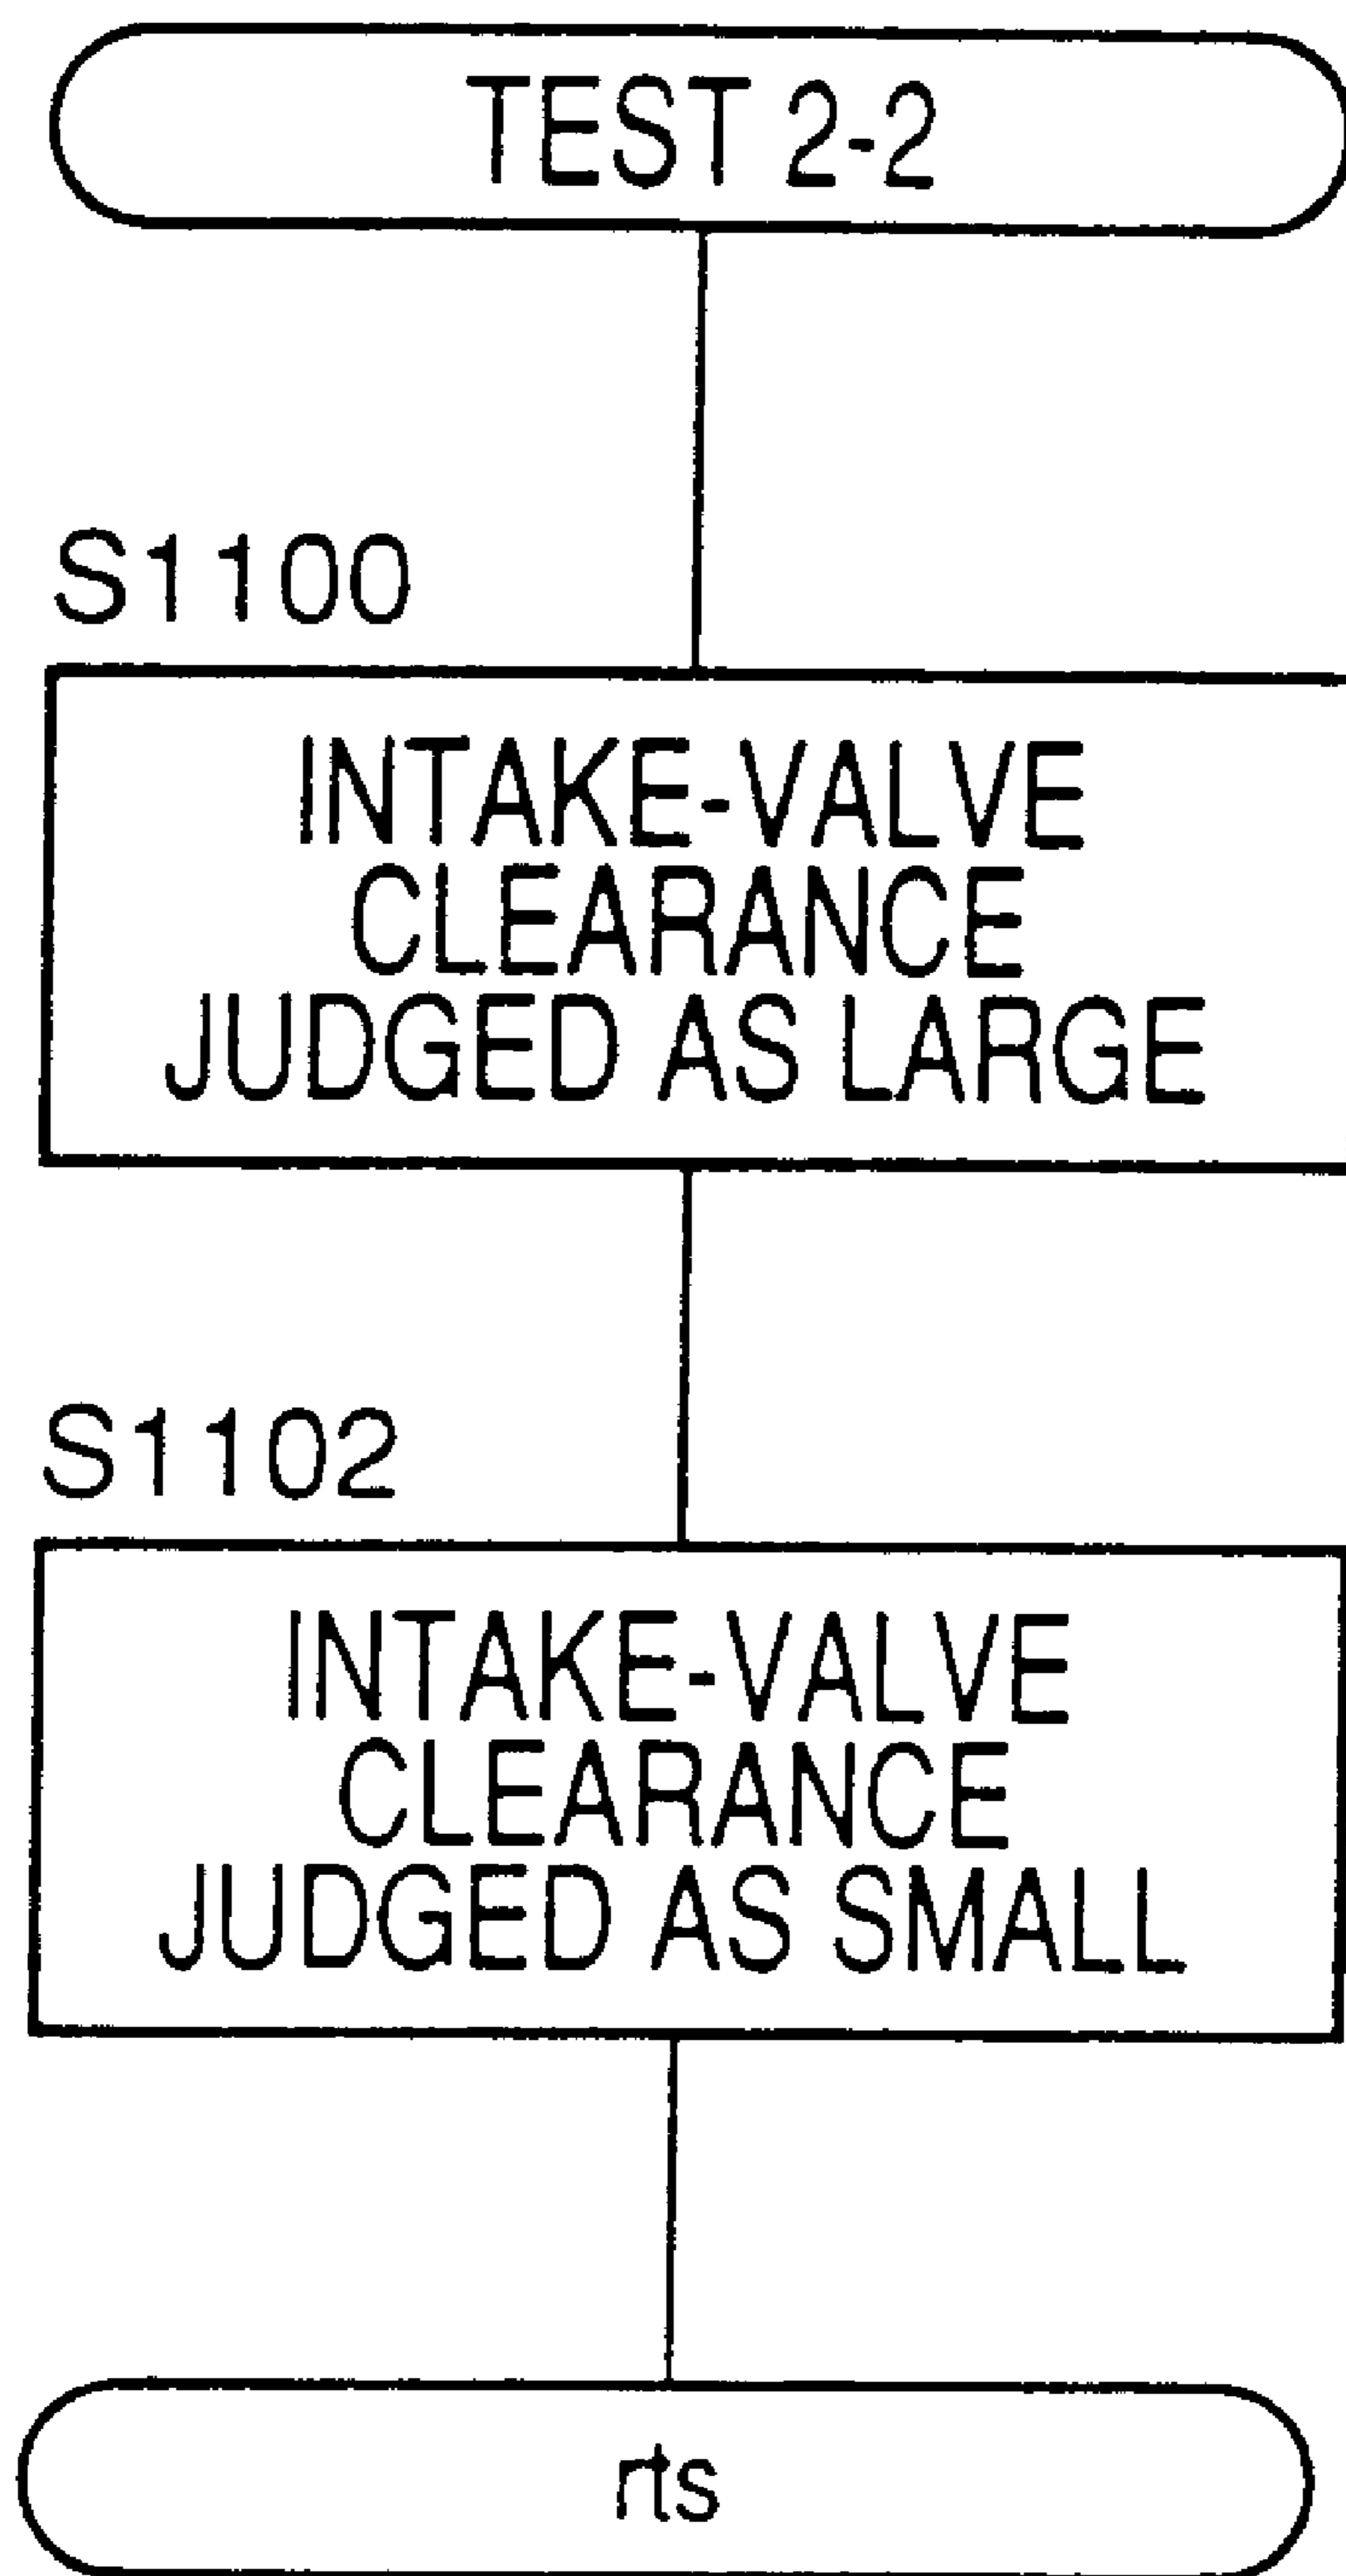 TEST 2-2
S1100
INTAKE-VALVE
CLEARANCE
JUDGED AS LARGE
S1102
INTAKE-VALVE
CLEARANCE
JUDGED AS SMALL
rts